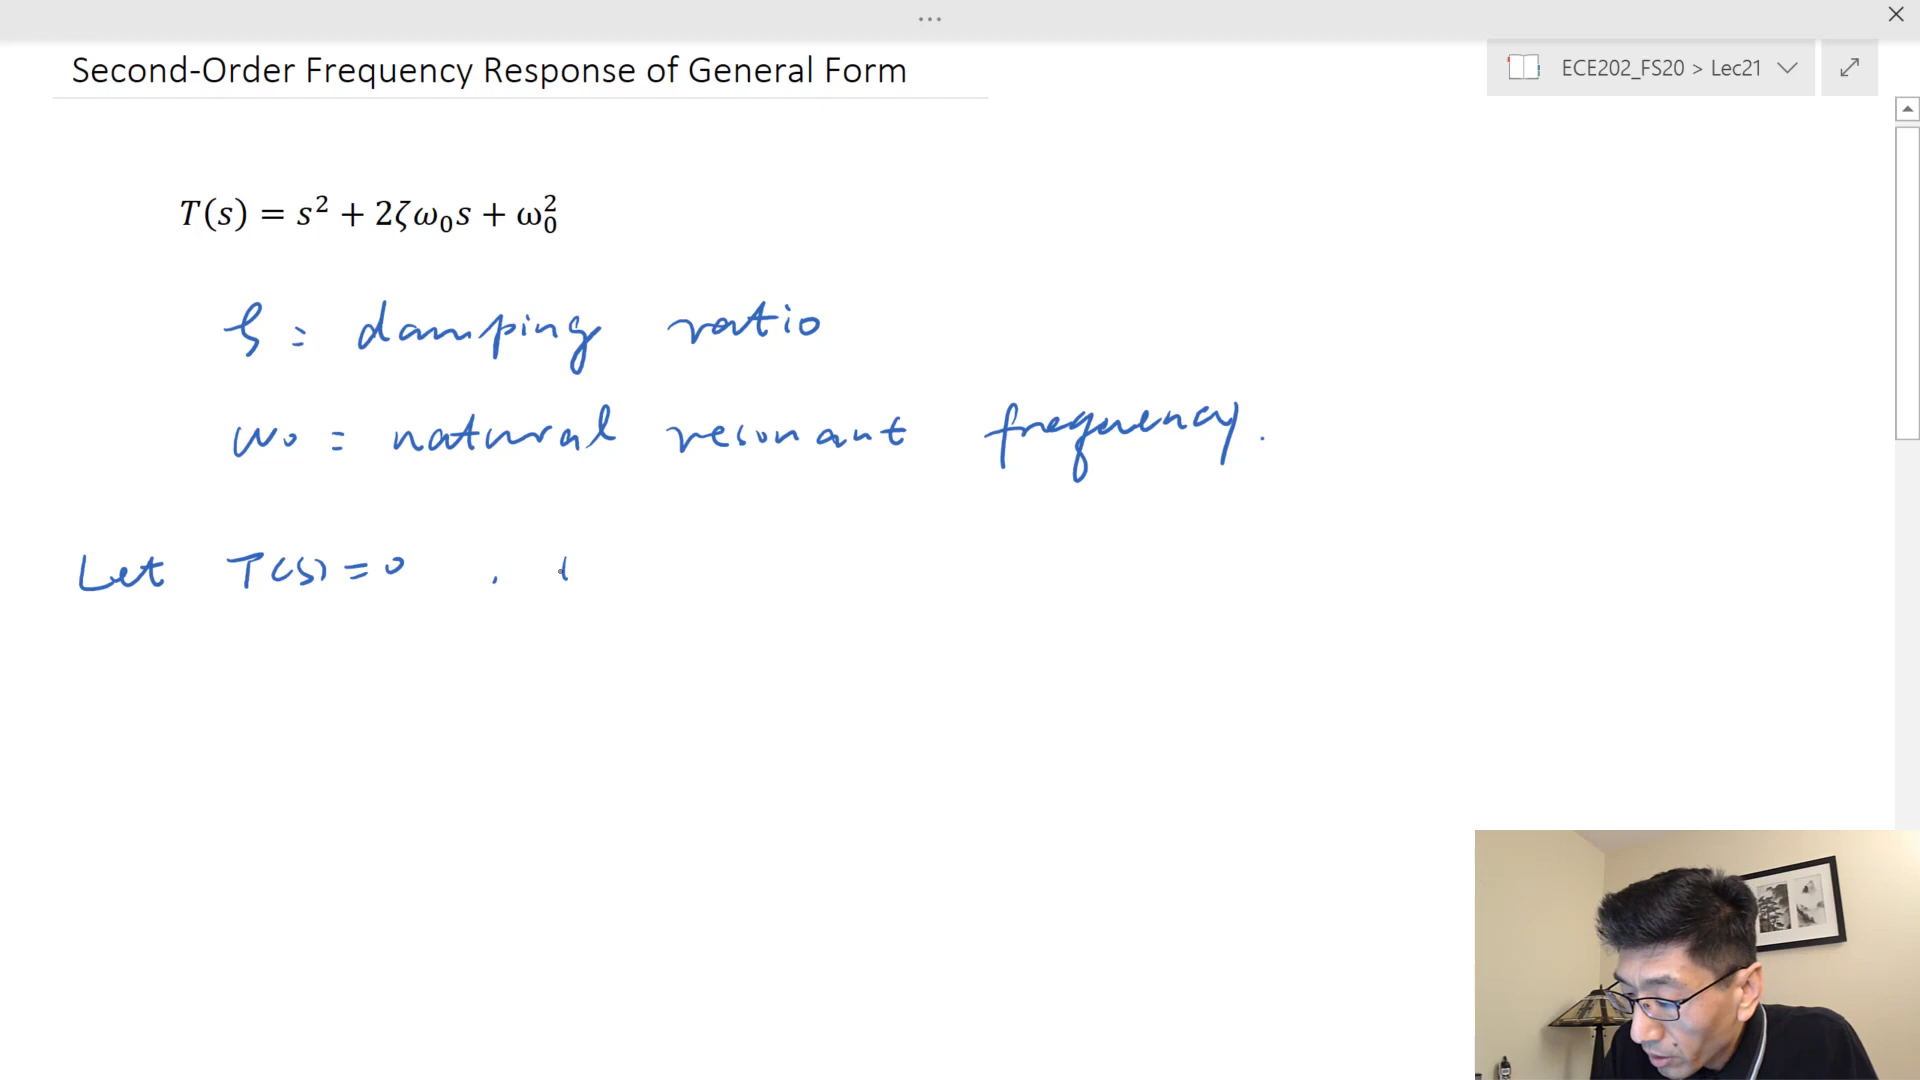 ...
Second-Order Frequency Response of General Form
ECE202_FS20 > Lec21
T(s) = s² + 2ζω₀s + ω₀²
ζ: damping ratio
ω₀ = natural resonant frequency.
Let T(s) = 0 ,